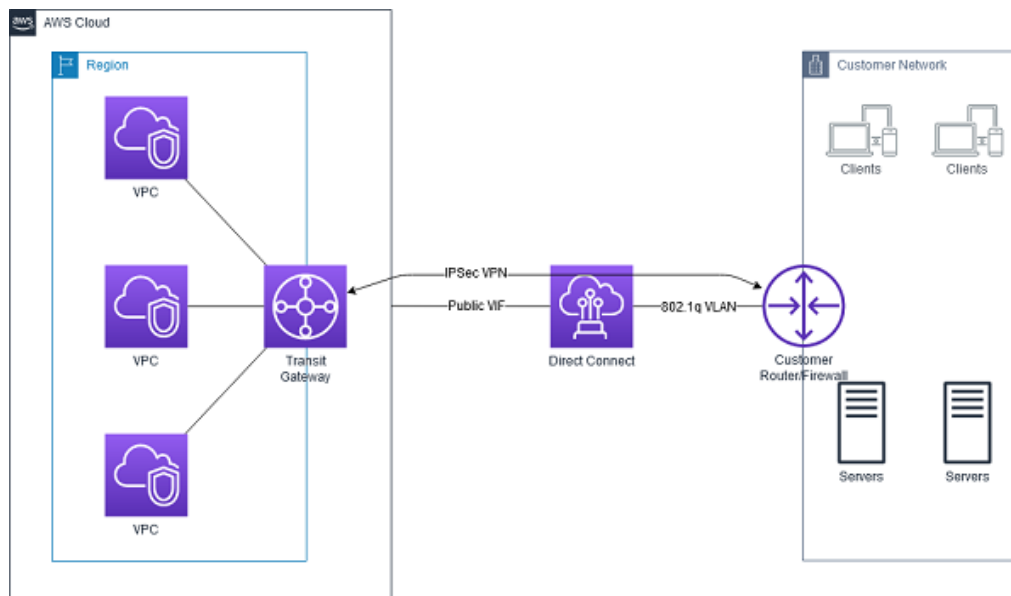 aws
AWS Cloud
Region
Customer Network
Clients
Clients
VPC
IPSec VPN
Public VIF
802.1q VLAN
VPC
Transit
Gateway
Direct Connect
Customer
Router/Firewall
Servers
Servers
VPC